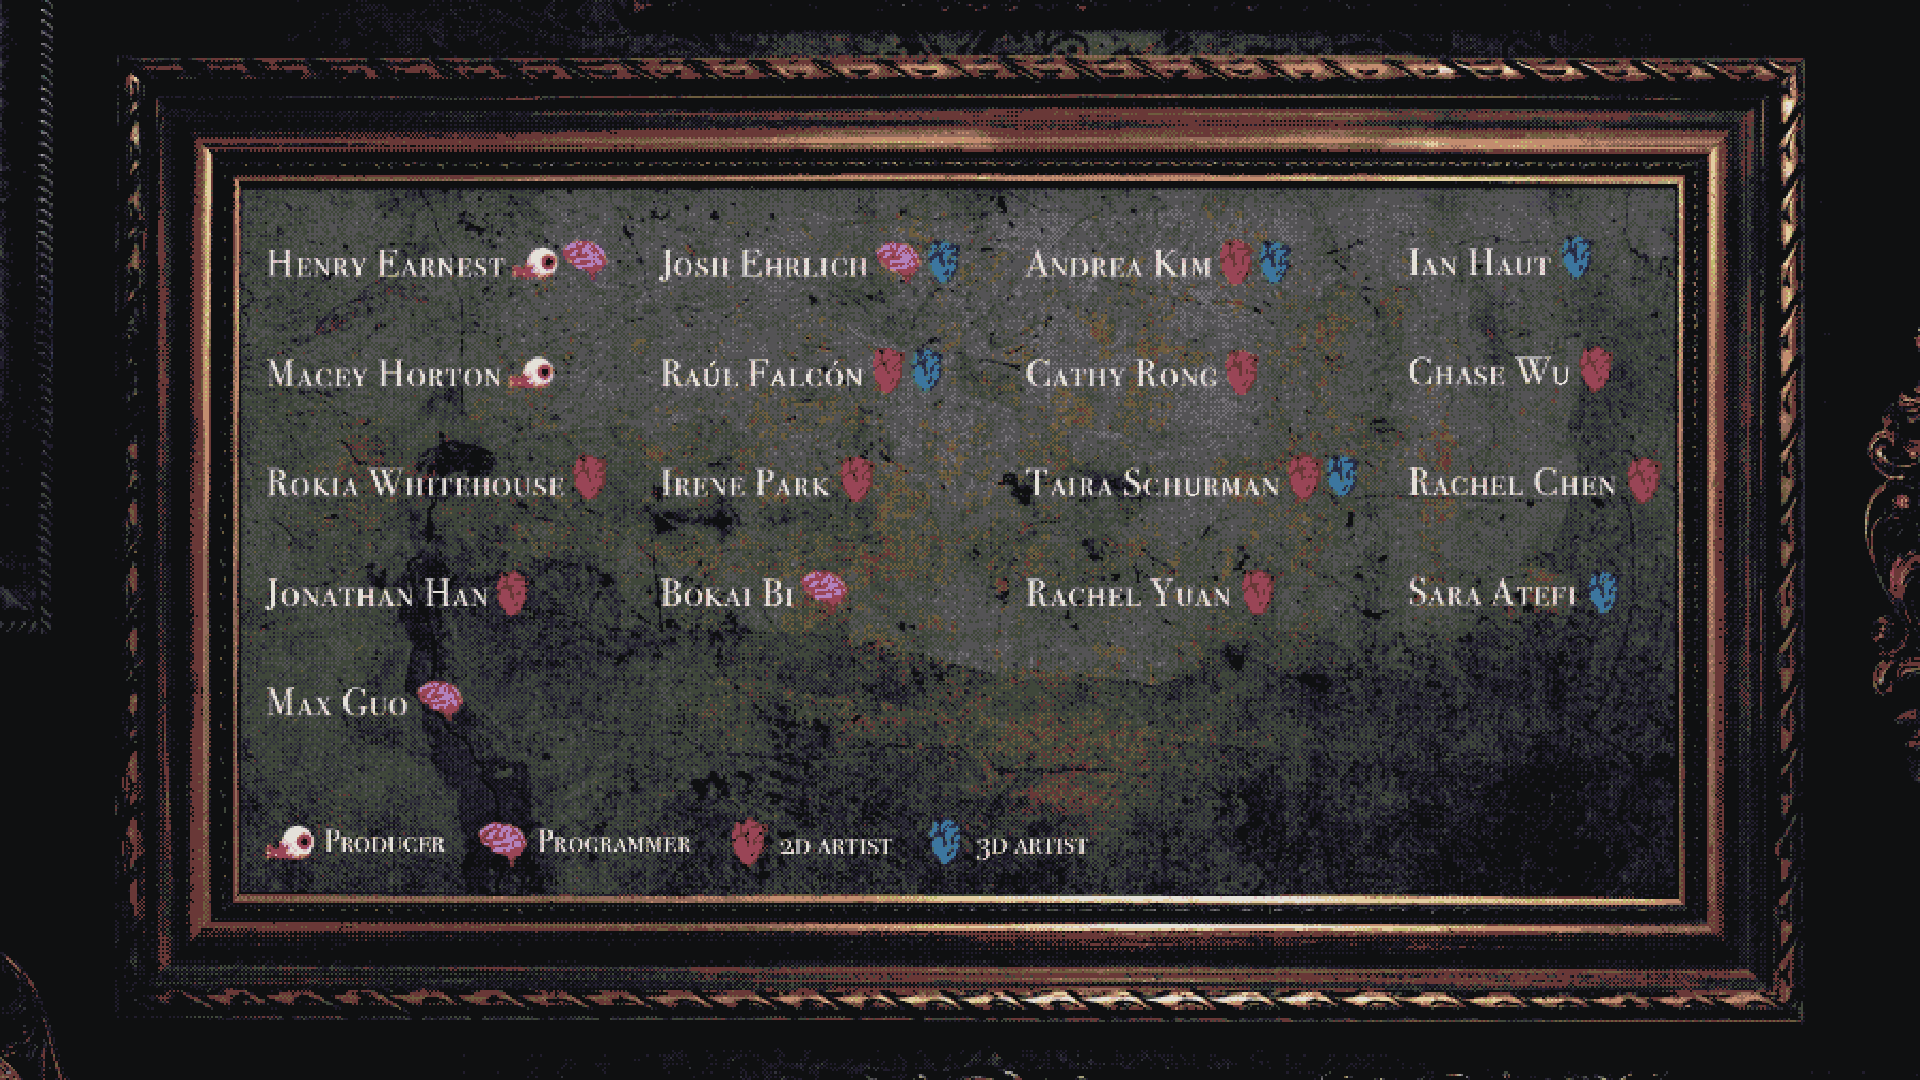 Henry Earnest Josh Ehrlich Andrea Kim Ian Haut
Macey Horton Raúl Falcón Cathy Rong Chase Wu
Rokia Whitehouse Irene Park Taira Schurman Rachel Chen
Jonathan Han Bokai Bi Rachel Yuan Sara Atefi
Max Guo
Producer Programmer 2D artist 3D artist